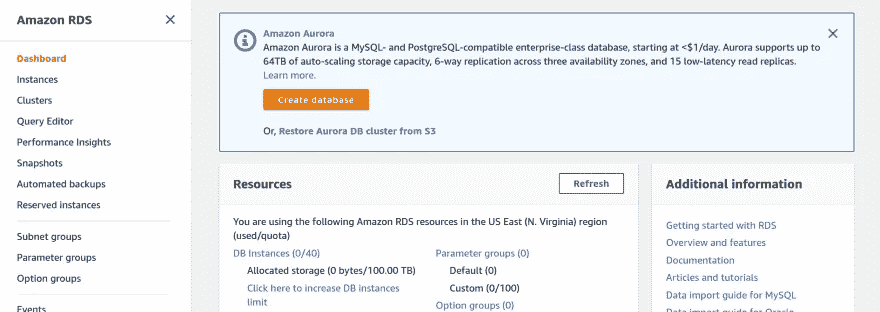 Amazon RDS
Dashboard
Instances
Clusters
Query Editor
Performance Insights
Snapshots
Automated backups
Reserved instances
Subnet groups
Parameter groups
Option groups
Events
Amazon Aurora
Amazon Aurora is a MySQL- and PostgreSQL-compatible enterprise-class database, starting at <$1/day. Aurora supports up to
64TB of auto-scaling storage capacity, 6-way replication across three availability zones, and 15 low-latency read replicas.
Learn more.
Create database
Or, Restore Aurora DB cluster from S3
Resources
Refresh
You are using the following Amazon RDS resources in the US East (N. Virginia) region
(used/quota)
DB Instances (0/40)
Allocated storage (0 bytes/100.00 TB)
Click here to increase DB instances
limit
Parameter groups (0)
Default (0)
Custom (0/100)
Option groups (0)
Additional information
Getting started with RDS
Overview and features
Documentation
Articles and tutorials
Data import guide for MySQL
Data import guide for Oracle